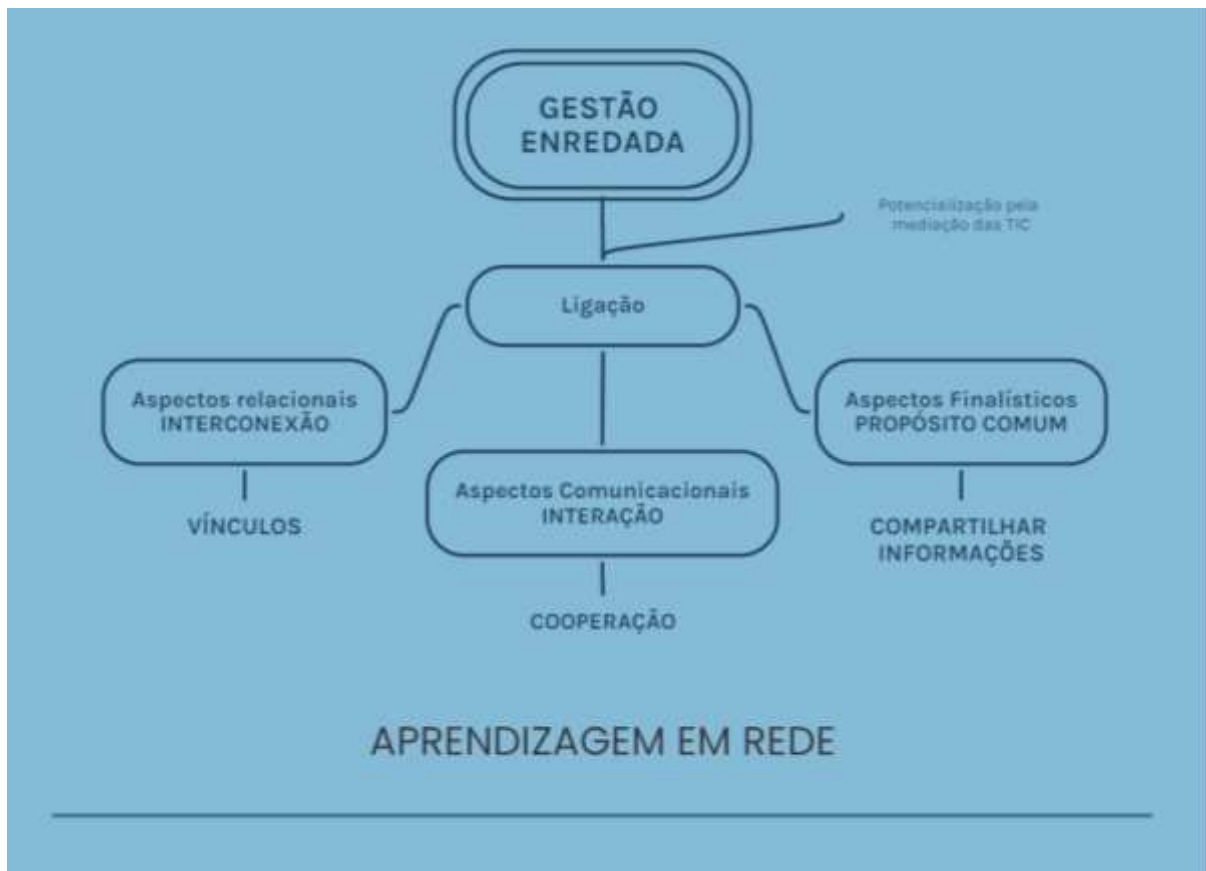 GESTÃO
ENREDADA
Potencialização pela
mediação das TIC
Ligação
Aspectos relacionais
INTERCONEXÃO
Aspectos Finalísticos
PROPÓSITO COMUM
Aspectos Comunicacionais
INTERAÇÃO
VÍNCULOS
COMPARTILHAR
INFORMAÇÕES
COOPERAÇÃO
APRENDIZAGEM EM REDE